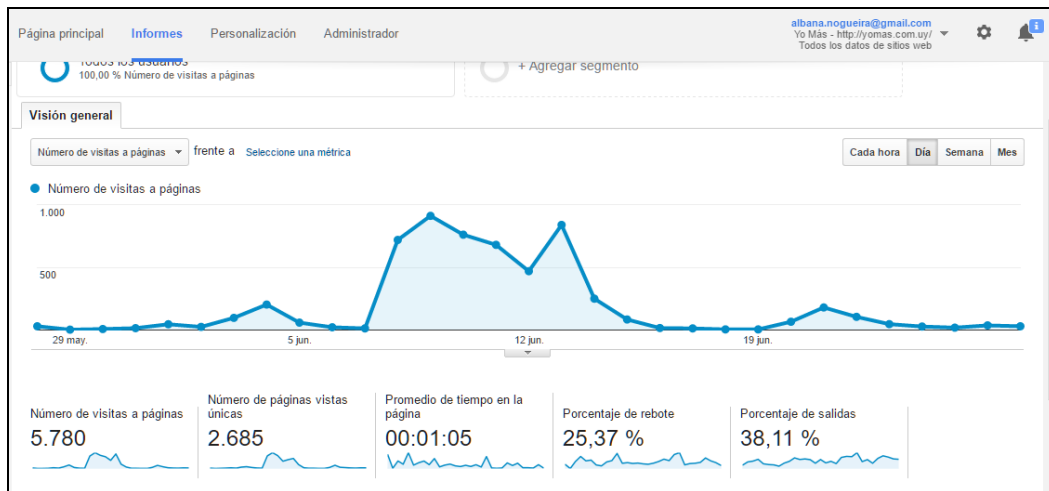 Página principal Informes Personalización Administrador
albana.nogueira@gmail.com
Yo Más - http://yomas.com.uy/
Todos los datos de sitios web
i
Todos los usuarios
100,00 % Número de visitas a páginas
+ Agregar segmento
Visión general
Número de visitas a páginas frente a Seleccione una métrica
Cada hora Día Semana Mes
Número de visitas a páginas
1.000
500
29 may. 5 jun. 12 jun. 19 jun.
Número de visitas a páginas
5.780
Número de páginas vistas
únicas
2.685
Promedio de tiempo en la
página
00:01:05
Porcentaje de rebote
25,37 %
Porcentaje de salidas
38,11 %